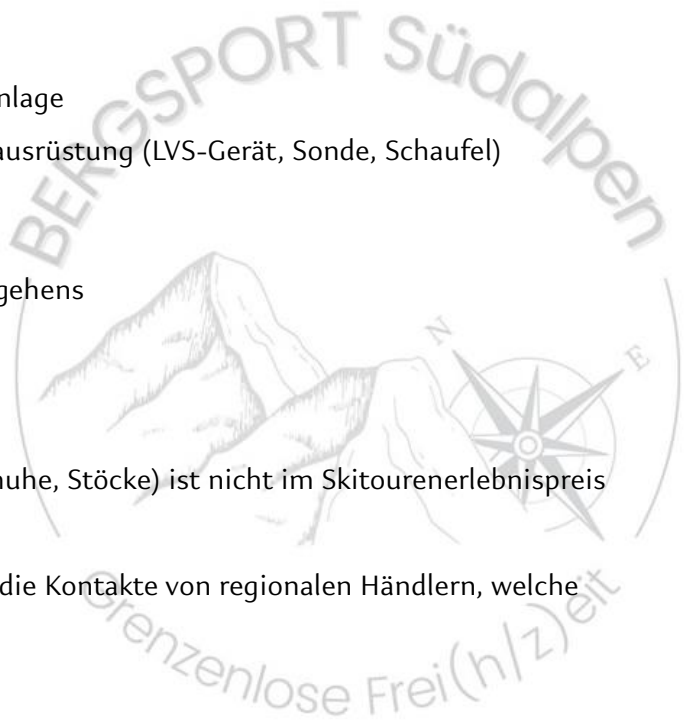 BERGSPORT Südalpen
nlage
ausrüstung (LVS-Gerät, Sonde, Schaufel)
gehens
N
E
huhe, Stöcke) ist nicht im Skitourenerlebnispreis
die Kontakte von regionalen Händlern, welche
Grenzenlose Frei(h/z)eit